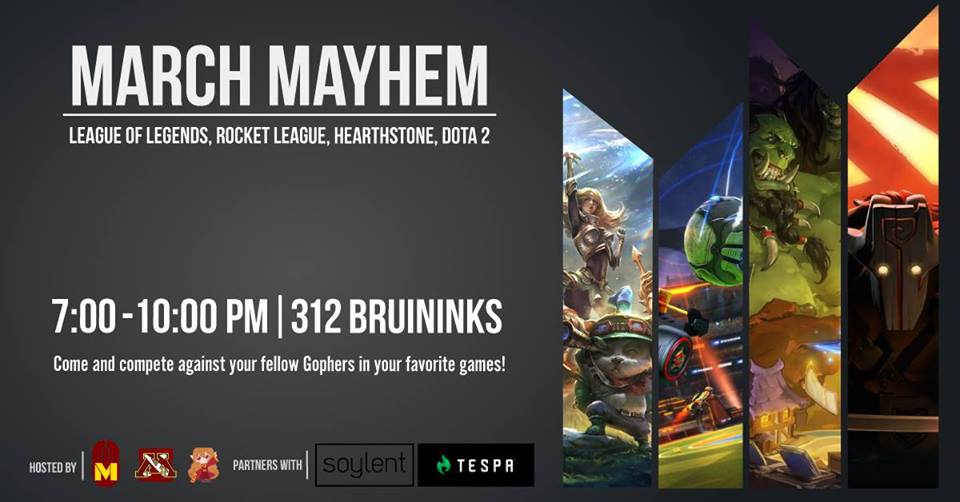 MARCH MAYHEM
LEAGUE OF LEGENDS, ROCKET LEAGUE, HEARTHSTONE, DOTA 2
7:00 -10:00 PM | 312 BRUININKS
Come and compete against your fellow Gophers in your favorite games!
HOSTED BY | M N PARTNERS WITH | soylent TESPA